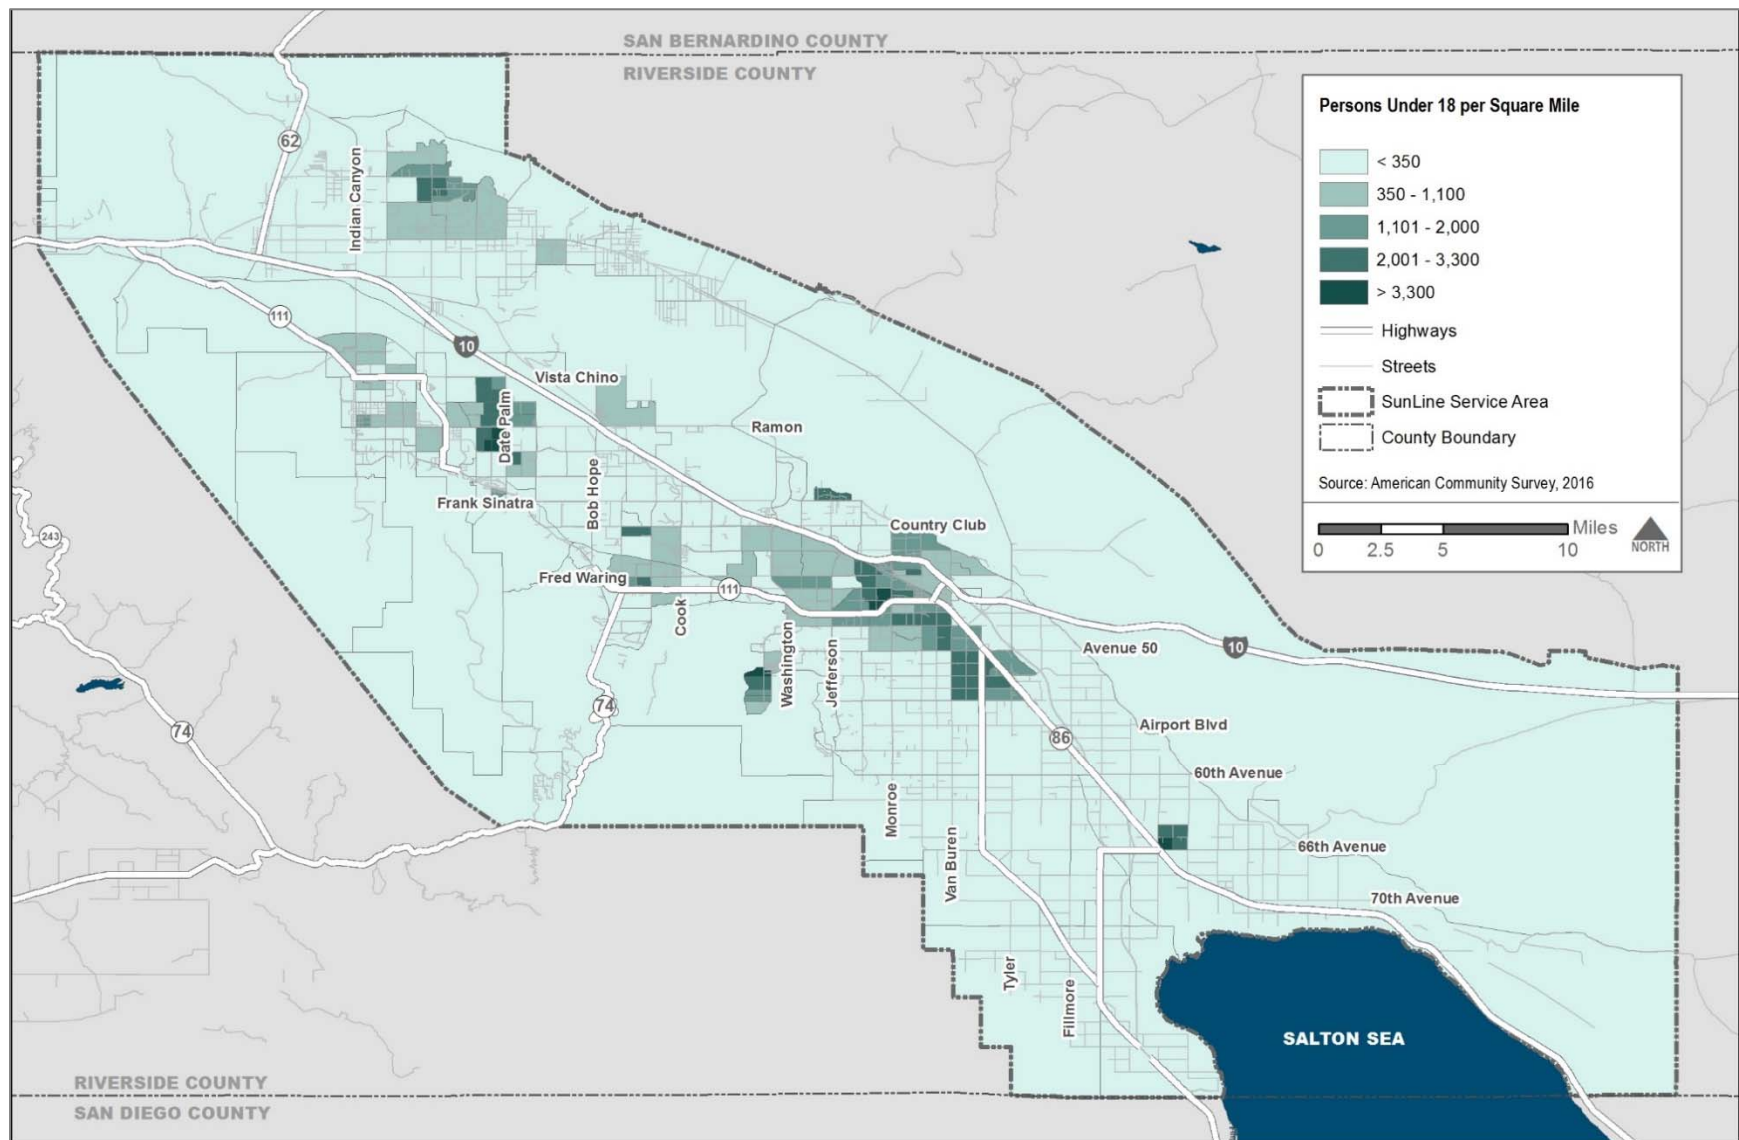 SAN BERNARDINO COUNTY
RIVERSIDE COUNTY
Persons Under 18 per Square Mile
< 350
350 - 1,100
1,101 - 2,000
2,001 - 3,300
> 3,300
Highways
Streets
SunLine Service Area
County Boundary
Source: American Community Survey, 2016
Miles
0 2.5 5 10
NORTH
62
Indian Canyon
111
10
Vista Chino
Date Palm
Ramon
Bob Hope
Frank Sinatra
Country Club
243
Fred Waring
111
Cook
Washington
Jefferson
Avenue 50
10
74
74
Airport Blvd
86
60th Avenue
Monroe
66th Avenue
Van Buren
70th Avenue
Tyler
Fillmore
SALTON SEA
RIVERSIDE COUNTY
SAN DIEGO COUNTY